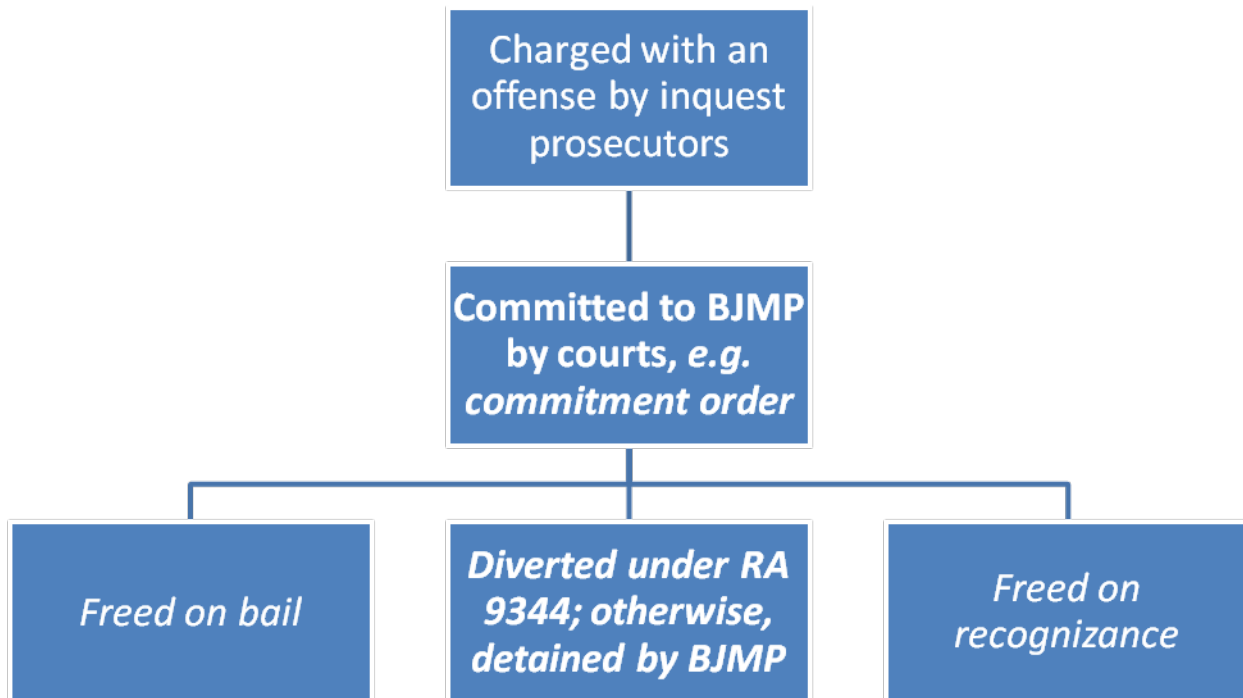 Charged with an
offense by inquest
prosecutors
Committed to BJMP
by courts, e.g.
commitment order
Freed on bail
Diverted under RA
9344; otherwise,
detained by BJMP
Freed on
recognizance